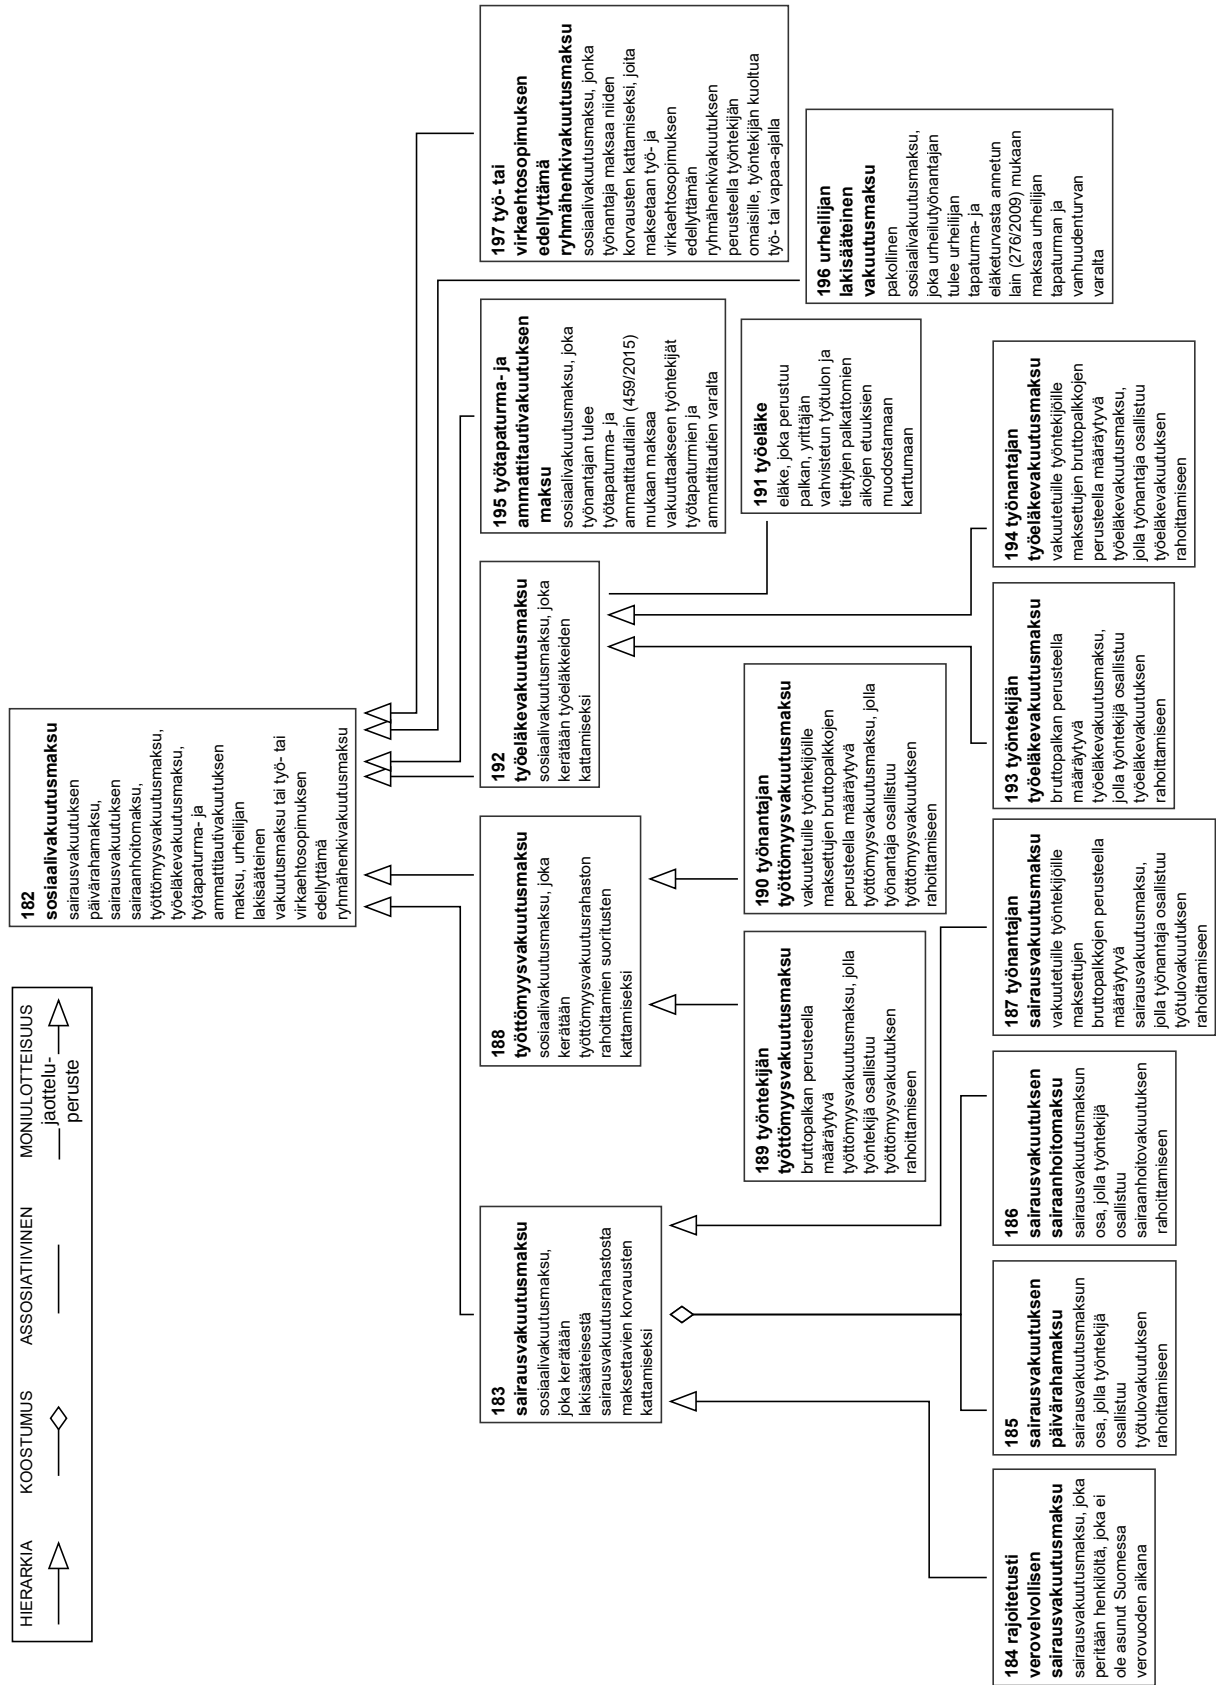 HIERARKIA
KOOSTUMUS
ASSOSIATIIVINEN
MONIULOTTEISUUS
jaottelu-
peruste
182
sosiaalivakuutusmaksu
sairausvakuutuksen
päivärahamaksu,
sairausvakuutuksen
sairaanhoitomaksu,
työttömyysvakuutusmaksu,
työeläkevakuutusmaksu,
työtapaturma- ja
ammattitautivakuutuksen
maksu, urheilijan
lakisääteinen
vakuutusmaksu tai työ- tai
virkaehtosopimuksen
edellyttämä
ryhmähenkivakuutusmaksu
183
sairausvakuutusmaksu
sosiaalivakuutusmaksu,
joka kerätään
lakisääteisestä
sairausvakuutusrahastosta
maksettavien korvausten
kattamiseksi
188
työttömyysvakuutusmaksu
sosiaalivakuutusmaksu, joka
kerätään
työttömyysvakuutusrahaston
rahoittamien suoritusten
kattamiseksi
192
työeläkevakuutusmaksu
sosiaalivakuutusmaksu, joka
kerätään työeläkkeiden
kattamiseksi
195 työtapaturma- ja
ammattitautivakuutuksen
maksu
sosiaalivakuutusmaksu, joka
työnantajan tulee
työtapaturma- ja
ammattitautilain (459/2015)
mukaan maksaa
vakuuttaakseen työntekijät
työtapaturmien ja
ammattitautien varalta
197 työ- tai
virkaehtosopimuksen
edellyttämä
ryhmähenkivakuutusmaksu
sosiaalivakuutusmaksu, jonka
työnantaja maksaa niiden
korvausten kattamiseksi, joita
maksetaan työ- ja
virkaehtosopimuksen
edellyttämän
ryhmähenkivakuutuksen
perusteella työntekijän
omaisille, työntekijän kuoltua
työ- tai vapaa-ajalla
189 työntekijän
työttömyysvakuutusmaksu
bruttopalkan perusteella
määräytyvä
työttömyysvakuutusmaksu, jolla
työntekijä osallistuu
työttömyysvakuutuksen
rahoittamiseen
190 työnantajan
työttömyysvakuutusmaksu
vakuutetuille työntekijöille
maksettujen bruttopalkkojen
perusteella määräytyvä
työttömyysvakuutusmaksu, jolla
työnantaja osallistuu
työttömyysvakuutuksen
rahoittamiseen
191 työeläke
eläke, joka perustuu
palkan, yrittäjän
vahvistetun työtulon ja
tiettyjen palkattomien
aikojen etuuksien
muodostamaan
karttumaan
196 urheilijan
lakisääteinen
vakuutusmaksu
pakollinen
sosiaalivakuutusmaksu,
joka urheilutyönantajan
tulee urheilijan
tapaturma- ja
eläketurvasta annetun
lain (276/2009) mukaan
maksaa urheilijan
tapaturman ja
vanhuudenturvan
varalta
184 rajoitetusti
verovelvollisen
sairausvakuutusmaksu
sairausvakuutusmaksu, joka
peritään henkilöltä, joka ei
ole asunut Suomessa
verovuoden aikana
185
sairausvakuutuksen
päivärahamaksu
sairausvakuutusmaksun
osa, jolla työntekijä
osallistuu
työtulovakuutuksen
rahoittamiseen
186
sairausvakuutuksen
sairaanhoitomaksu
sairausvakuutusmaksun
osa, jolla työntekijä
osallistuu
sairaanhoitovakuutuksen
rahoittamiseen
187 työnantajan
sairausvakuutusmaksu
vakuutetuille työntekijöille
maksettujen
bruttopalkkojen perusteella
määräytyvä
sairausvakuutusmaksu,
jolla työnantaja osallistuu
työtulovakuutuksen
rahoittamiseen
193 työntekijän
työeläkevakuutusmaksu
bruttopalkan perusteella
määräytyvä
työeläkevakuutusmaksu,
jolla työntekijä osallistuu
työeläkevakuutuksen
rahoittamiseen
194 työnantajan
työeläkevakuutusmaksu
vakuutetuille työntekijöille
maksettujen bruttopalkkojen
perusteella määräytyvä
työeläkevakuutusmaksu,
jolla työnantaja osallistuu
työeläkevakuutuksen
rahoittamiseen